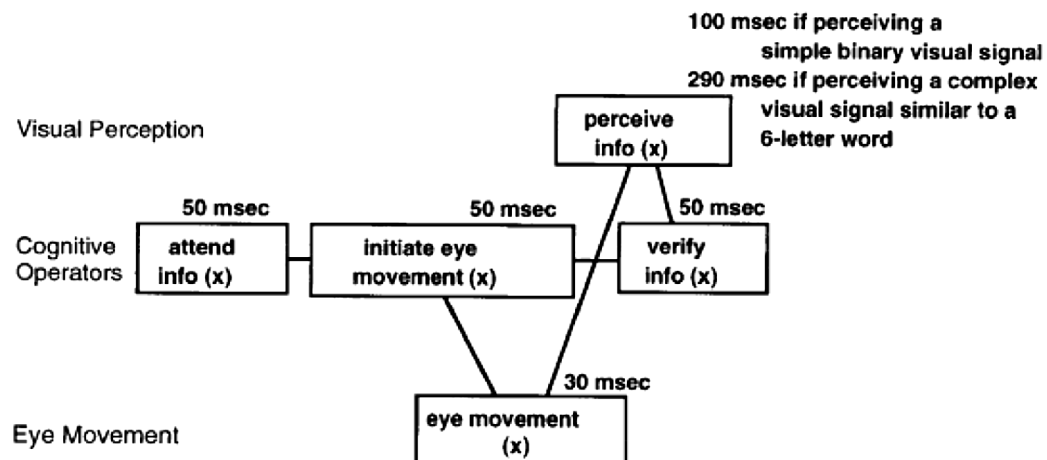 100 msec if perceiving a
simple binary visual signal
290 msec if perceiving a complex
visual signal similar to a
6-letter word
Visual Perception
perceive
info (x)
50 msec
50 msec
50 msec
Cognitive
Operators
attend
info (x)
initiate eye
movement (x)
verify
info (x)
30 msec
Eye Movement
eye movement
(x)